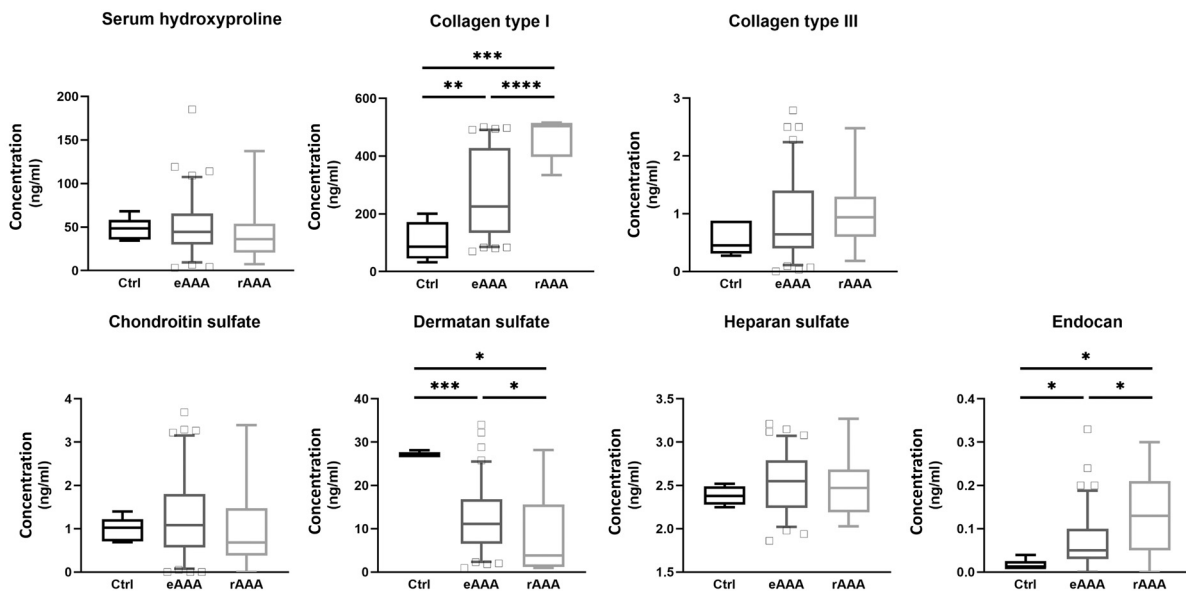 Serum hydroxyproline
Concentration
(ng/ml)
200
150
100
50
0
Ctrl eAAA rAAA
Collagen type I
***
** ****
600
400
200
0
Concentration
(ng/ml)
Ctrl eAAA rAAA
Collagen type III
Concentration
(ng/ml)
3
2
1
0
Ctrl eAAA rAAA
Chondroitin sulfate
Concentration
(ng/ml)
4
3
2
1
0
Ctrl eAAA rAAA
Dermatan sulfate
*
*** *
Concentration
(ng/ml)
40
30
20
10
0
Ctrl eAAA rAAA
Heparan sulfate
Concentration
(ng/ml)
3.5
3.0
2.5
2.0
1.5
Ctrl eAAA rAAA
Endocan
*
* *
Concentration
(ng/ml)
0.4
0.3
0.2
0.1
0.0
Ctrl eAAA rAAA